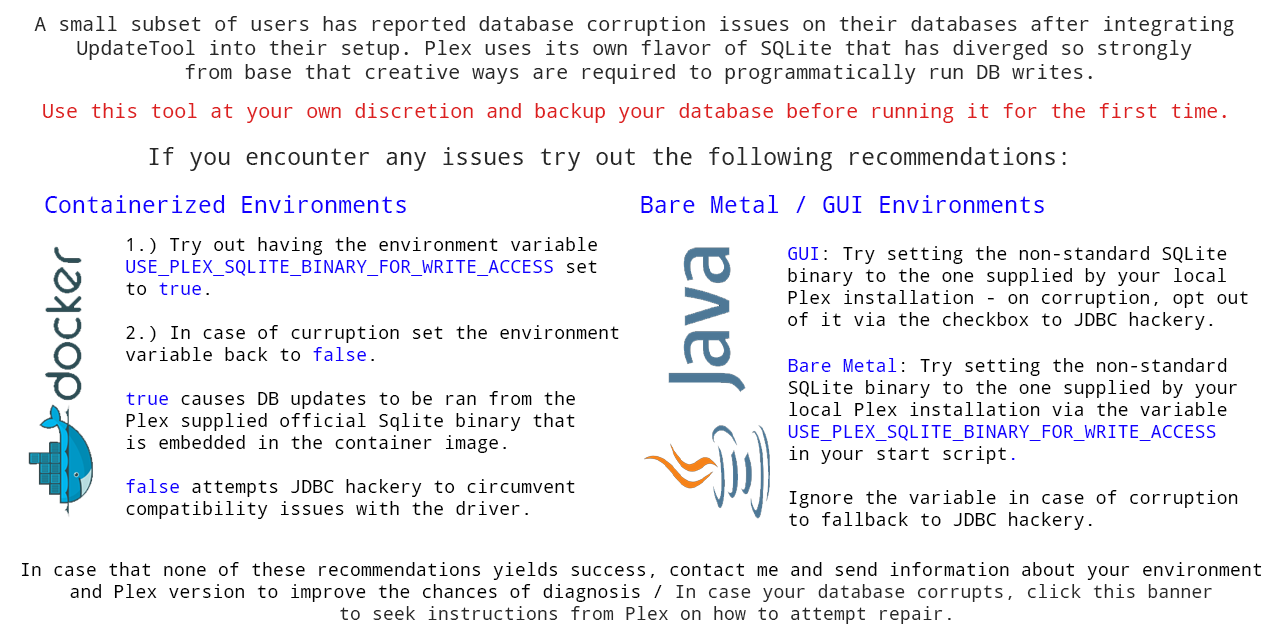 A small subset of users has reported database corruption issues on their databases after integrating
UpdateTool into their setup. Plex uses its own flavor of SQLite that has diverged so strongly
from base that creative ways are required to programmatically run DB writes.
Use this tool at your own discretion and backup your database before running it for the first time.
If you encounter any issues try out the following recommendations:
Containerized Environments
docker
1.) Try out having the environment variable
USE_PLEX_SQLITE_BINARY_FOR_WRITE_ACCESS set
to true.
2.) In case of curruption set the environment
variable back to false.
true causes DB updates to be ran from the
Plex supplied official Sqlite binary that
is embedded in the container image.
false attempts JDBC hackery to circumvent
compatibility issues with the driver.
Bare Metal / GUI Environments
Java
GUI: Try setting the non-standard SQLite
binary to the one supplied by your local
Plex installation - on corruption, opt out
of it via the checkbox to JDBC hackery.
Bare Metal: Try setting the non-standard
SQLite binary to the one supplied by your
local Plex installation via the variable
USE_PLEX_SQLITE_BINARY_FOR_WRITE_ACCESS
in your start script.
Ignore the variable in case of corruption
to fallback to JDBC hackery.
In case that none of these recommendations yields success, contact me and send information about your environment
and Plex version to improve the chances of diagnosis / In case your database corrupts, click this banner
to seek instructions from Plex on how to attempt repair.